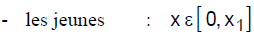 - les jeunes : x ε [ 0, x₁ ]